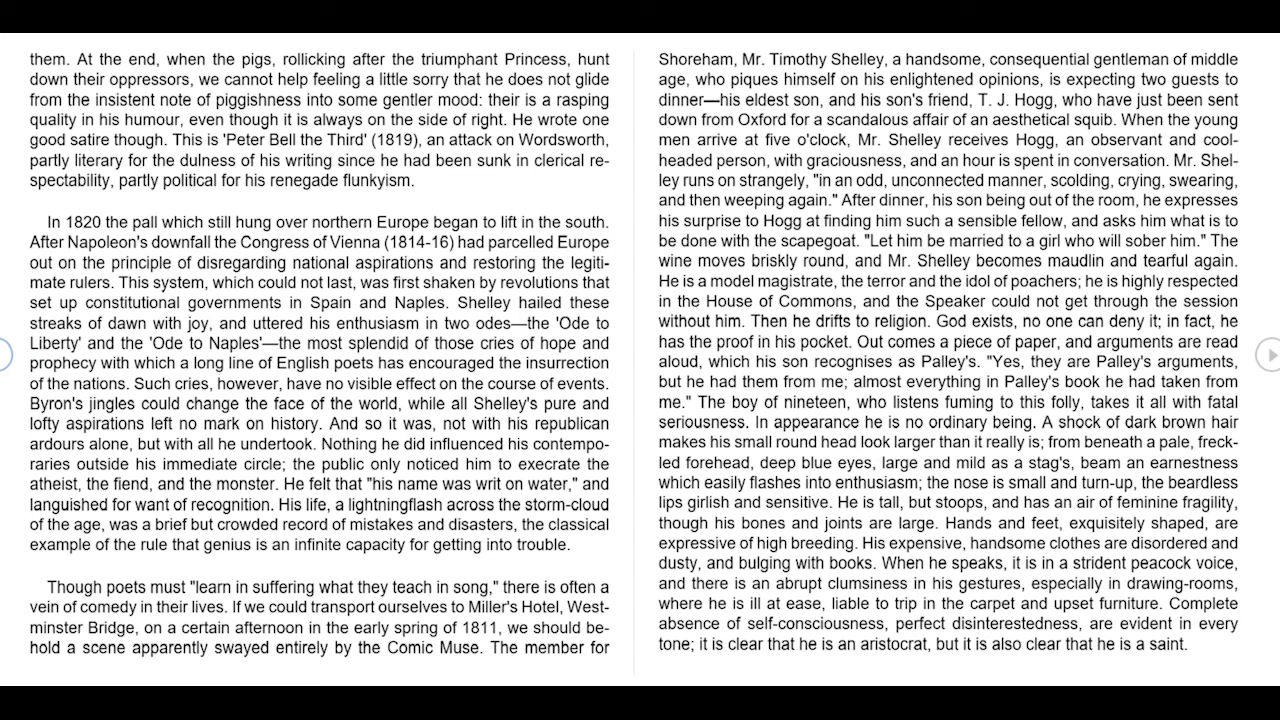 them. At the end, when the pigs, rollicking after the triumphant Princess, hunt
down their oppressors, we cannot help feeling a little sorry that he does not glide
from the insistent note of piggishness into some gentler mood: their is a rasping
quality in his humour, even though it is always on the side of right. He wrote one
good satire though. This is 'Peter Bell the Third' (1819), an attack on Wordsworth,
partly literary for the dulness of his writing since he had been sunk in clerical re-
spectability, partly political for his renegade flunkyism.
In 1820 the pall which still hung over northern Europe began to lift in the south.
After Napoleon's downfall the Congress of Vienna (1814-16) had parcelled Europe
out on the principle of disregarding national aspirations and restoring the legiti-
mate rulers. This system, which could not last, was first shaken by revolutions that
set up constitutional governments in Spain and Naples. Shelley hailed these
streaks of dawn with joy, and uttered his enthusiasm in two odes—the 'Ode to
Liberty' and the 'Ode to Naples'—the most splendid of those cries of hope and
prophecy with which a long line of English poets has encouraged the insurrection
of the nations. Such cries, however, have no visible effect on the course of events.
Byron's jingles could change the face of the world, while all Shelley's pure and
lofty aspirations left no mark on history. And so it was, not with his republican
ardours alone, but with all he undertook. Nothing he did influenced his contempo-
raries outside his immediate circle; the public only noticed him to execrate the
atheist, the fiend, and the monster. He felt that "his name was writ on water," and
languished for want of recognition. His life, a lightningflash across the storm-cloud
of the age, was a brief but crowded record of mistakes and disasters, the classical
example of the rule that genius is an infinite capacity for getting into trouble.
Though poets must "learn in suffering what they teach in song," there is often a
vein of comedy in their lives. If we could transport ourselves to Miller's Hotel, West-
minster Bridge, on a certain afternoon in the early spring of 1811, we should be-
hold a scene apparently swayed entirely by the Comic Muse. The member for
Shoreham, Mr. Timothy Shelley, a handsome, consequential gentleman of middle
age, who piques himself on his enlightened opinions, is expecting two guests to
dinner—his eldest son, and his son's friend, T. J. Hogg, who have just been sent
down from Oxford for a scandalous affair of an aesthetical squib. When the young
men arrive at five o'clock, Mr. Shelley receives Hogg, an observant and cool-
headed person, with graciousness, and an hour is spent in conversation. Mr. Shel-
ley runs on strangely, "in an odd, unconnected manner, scolding, crying, swearing,
and then weeping again." After dinner, his son being out of the room, he expresses
his surprise to Hogg at finding him such a sensible fellow, and asks him what is to
be done with the scapegoat. "Let him be married to a girl who will sober him." The
wine moves briskly round, and Mr. Shelley becomes maudlin and tearful again.
He is a model magistrate, the terror and the idol of poachers; he is highly respected
in the House of Commons, and the Speaker could not get through the session
without him. Then he drifts to religion. God exists, no one can deny it; in fact, he
has the proof in his pocket. Out comes a piece of paper, and arguments are read
aloud, which his son recognises as Palley's. "Yes, they are Palley's arguments,
but he had them from me; almost everything in Palley's book he had taken from
me." The boy of nineteen, who listens fuming to this folly, takes it all with fatal
seriousness. In appearance he is no ordinary being. A shock of dark brown hair
makes his small round head look larger than it really is; from beneath a pale, freck-
led forehead, deep blue eyes, large and mild as a stag's, beam an earnestness
which easily flashes into enthusiasm; the nose is small and turn-up, the beardless
lips girlish and sensitive. He is tall, but stoops, and has an air of feminine fragility,
though his bones and joints are large. Hands and feet, exquisitely shaped, are
expressive of high breeding. His expensive, handsome clothes are disordered and
dusty, and bulging with books. When he speaks, it is in a strident peacock voice,
and there is an abrupt clumsiness in his gestures, especially in drawing-rooms,
where he is ill at ease, liable to trip in the carpet and upset furniture. Complete
absence of self-consciousness, perfect disinterestedness, are evident in every
tone; it is clear that he is an aristocrat, but it is also clear that he is a saint.